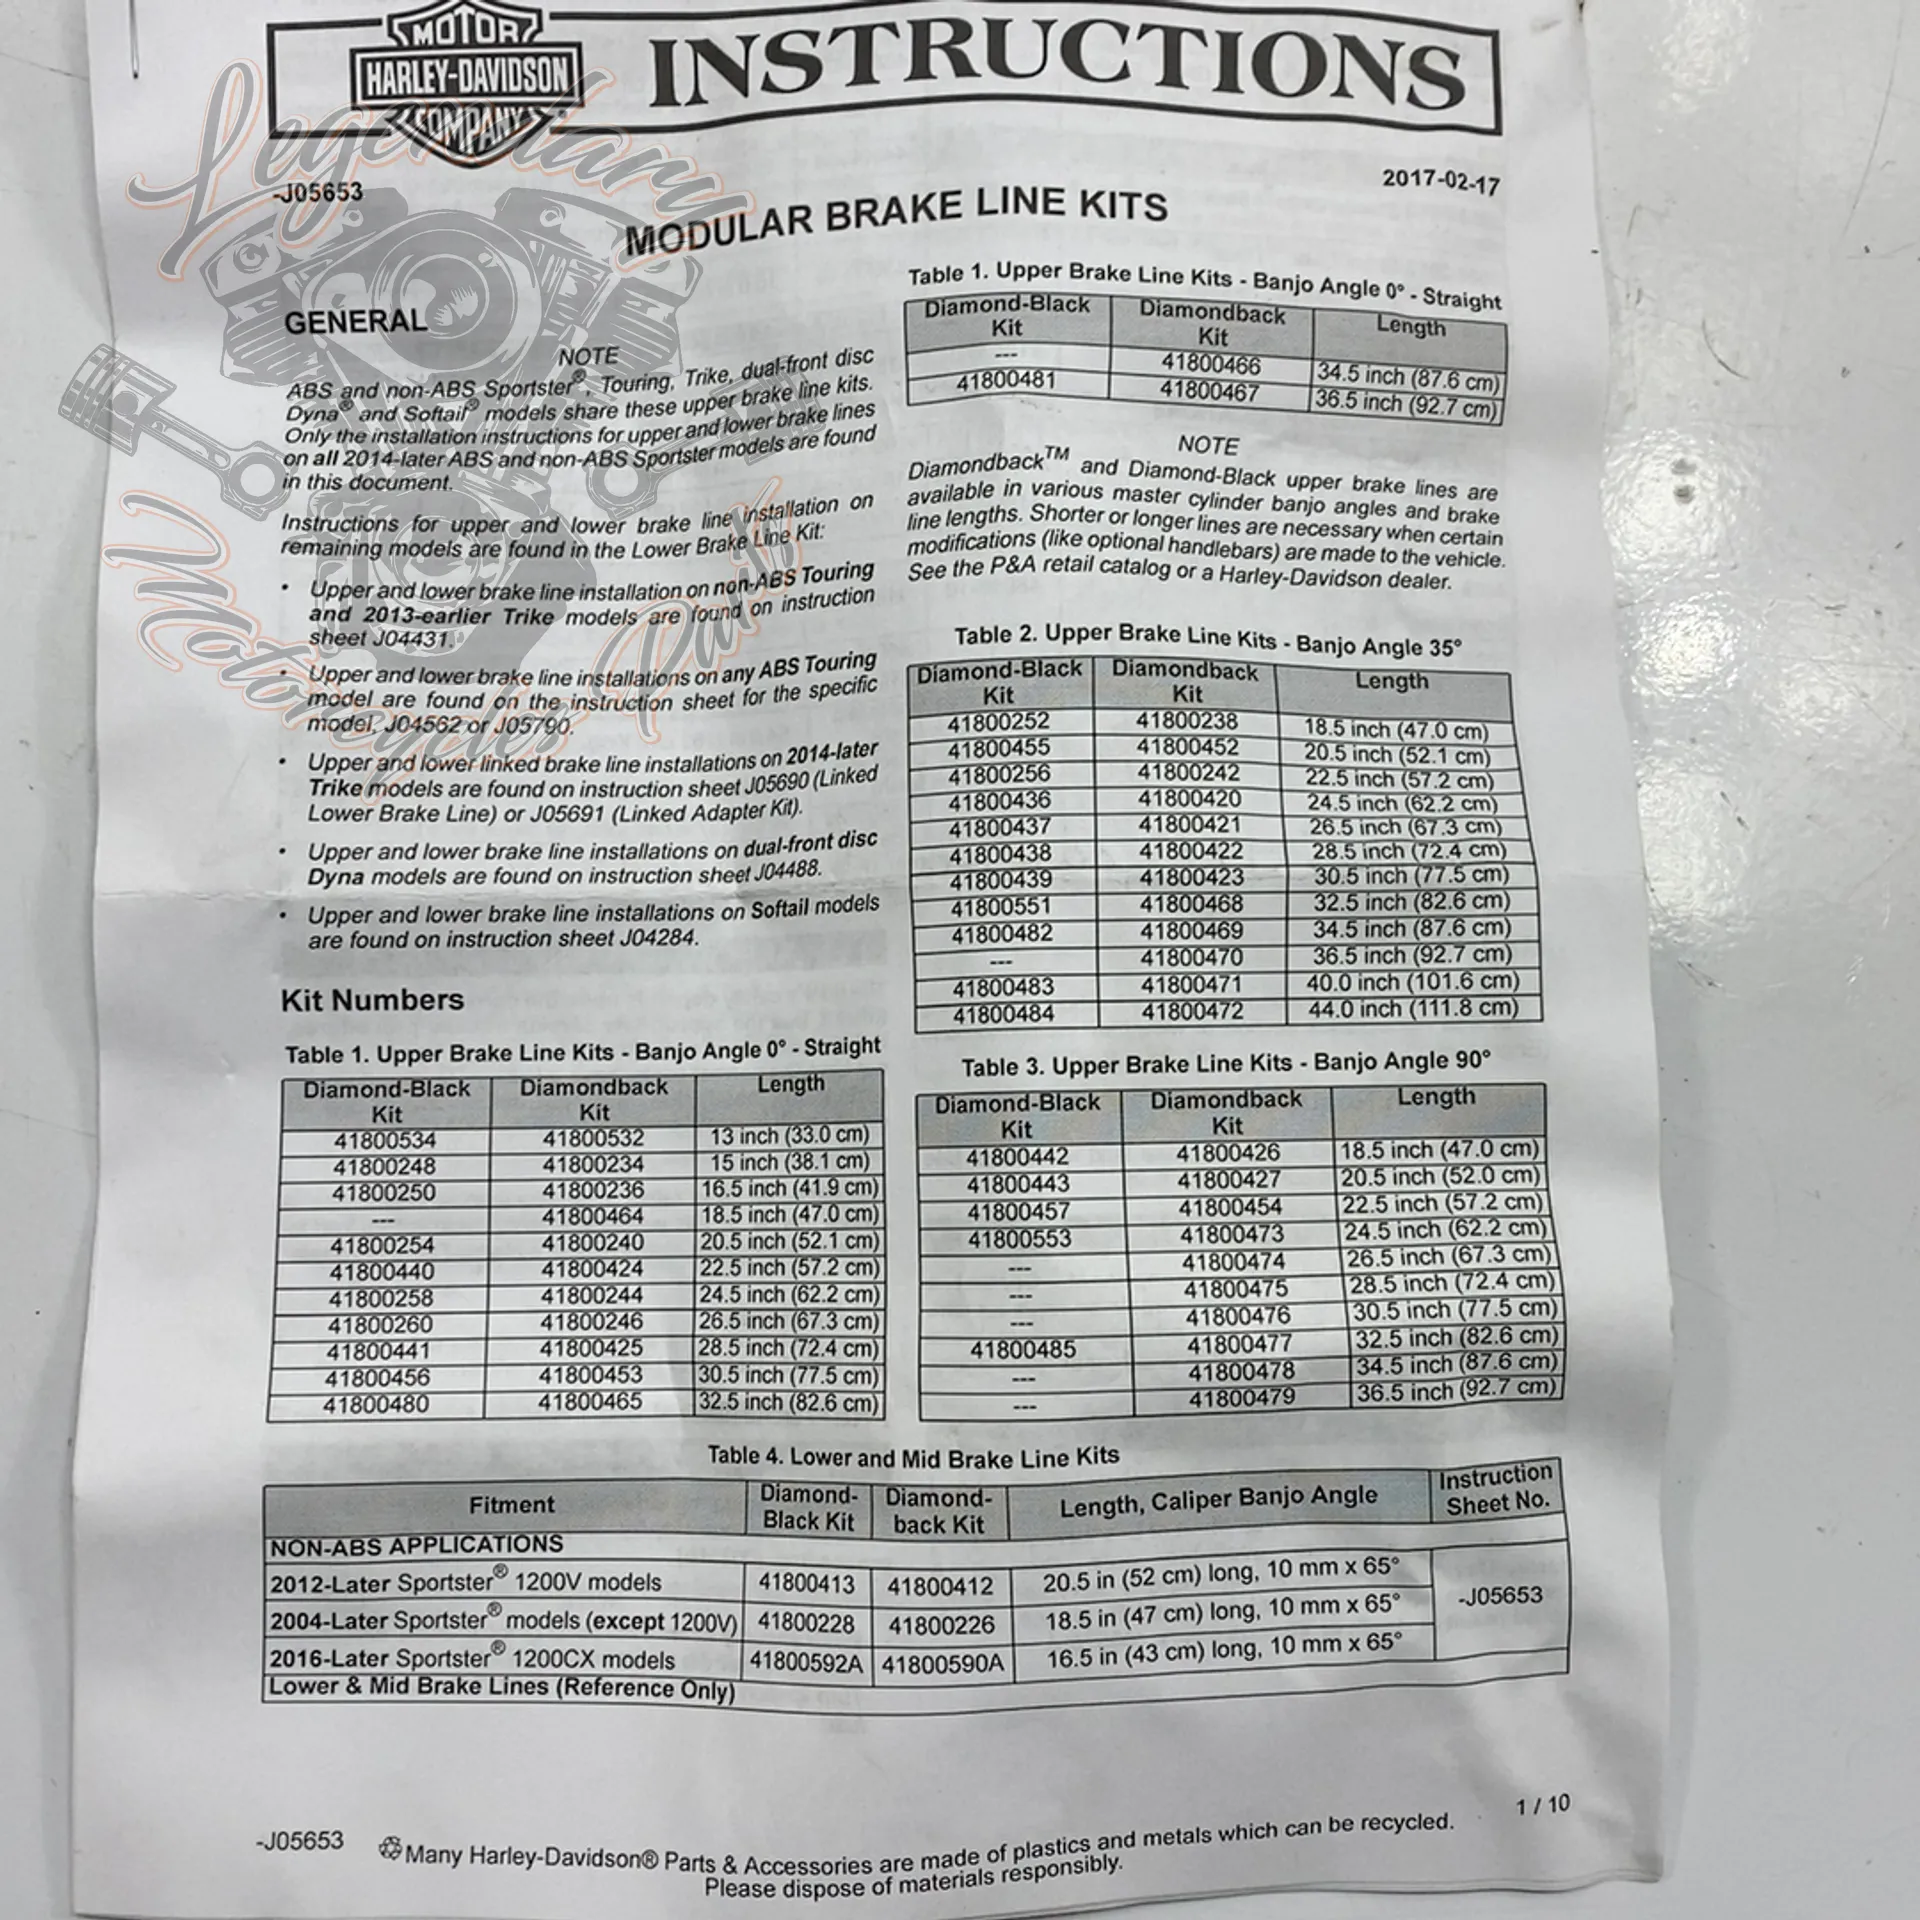 MOTOR
HARLEY-DAVIDSON
COMPANY
INSTRUCTIONS
-J05653
2017-02-17
MODULAR BRAKE LINE KITS
Legendary
Motorcycles Parts
GENERAL
NOTE
ABS and non-ABS Sportster®, Touring, Trike, dual-front disc
Dyna® and Softail® models share these upper brake line kits.
Only the installation instructions for upper and lower brake lines
on all 2014-later ABS and non-ABS Sportster models are found
in this document.
Instructions for upper and lower brake line installation on
remaining models are found in the Lower Brake Line Kit:
• Upper and lower brake line installation on non-ABS Touring
and 2013-earlier Trike models are found on instruction
sheet J04431.
• Upper and lower brake line installations on any ABS Touring
model are found on the instruction sheet for the specific
model, J04562 or J05790.
• Upper and lower linked brake line installations on 2014-later
Trike models are found on instruction sheet J05690 (Linked
Lower Brake Line) or J05691 (Linked Adapter Kit).
• Upper and lower brake line installations on dual-front disc
Dyna models are found on instruction sheet J04488.
• Upper and lower brake line installations on Softail models
are found on instruction sheet J04284.
Kit Numbers
Table 1. Upper Brake Line Kits - Banjo Angle 0° - Straight
Diamond-Black Kit Diamondback Kit Length
41800534 41800532 13 inch (33.0 cm)
41800248 41800234 15 inch (38.1 cm)
41800250 41800236 16.5 inch (41.9 cm)
--- 41800464 18.5 inch (47.0 cm)
41800254 41800240 20.5 inch (52.1 cm)
41800440 41800424 22.5 inch (57.2 cm)
41800258 41800244 24.5 inch (62.2 cm)
41800260 41800246 26.5 inch (67.3 cm)
41800441 41800425 28.5 inch (72.4 cm)
41800456 41800453 30.5 inch (77.5 cm)
41800480 41800465 32.5 inch (82.6 cm)
Table 1. Upper Brake Line Kits - Banjo Angle 0° - Straight
Diamond-Black Kit Diamondback Kit Length
--- 41800466 34.5 inch (87.6 cm)
41800481 41800467 36.5 inch (92.7 cm)
NOTE
Diamondback™ and Diamond-Black upper brake lines are
available in various master cylinder banjo angles and brake
line lengths. Shorter or longer lines are necessary when certain
modifications (like optional handlebars) are made to the vehicle.
See the P&A retail catalog or a Harley-Davidson dealer.
Table 2. Upper Brake Line Kits - Banjo Angle 35°
Diamond-Black Kit Diamondback Kit Length
41800252 41800238 18.5 inch (47.0 cm)
41800455 41800452 20.5 inch (52.1 cm)
41800256 41800242 22.5 inch (57.2 cm)
41800436 41800420 24.5 inch (62.2 cm)
41800437 41800421 26.5 inch (67.3 cm)
41800438 41800422 28.5 inch (72.4 cm)
41800439 41800423 30.5 inch (77.5 cm)
41800551 41800468 32.5 inch (82.6 cm)
41800482 41800469 34.5 inch (87.6 cm)
--- 41800470 36.5 inch (92.7 cm)
41800483 41800471 40.0 inch (101.6 cm)
41800484 41800472 44.0 inch (111.8 cm)
Table 3. Upper Brake Line Kits - Banjo Angle 90°
Diamond-Black Kit Diamondback Kit Length
41800442 41800426 18.5 inch (47.0 cm)
41800443 41800427 20.5 inch (52.0 cm)
41800457 41800454 22.5 inch (57.2 cm)
41800553 41800473 24.5 inch (62.2 cm)
--- 41800474 26.5 inch (67.3 cm)
--- 41800475 28.5 inch (72.4 cm)
--- 41800476 30.5 inch (77.5 cm)
41800485 41800477 32.5 inch (82.6 cm)
--- 41800478 34.5 inch (87.6 cm)
--- 41800479 36.5 inch (92.7 cm)
Table 4. Lower and Mid Brake Line Kits
Fitment Diamond-Black Kit Diamond-back Kit Length, Caliper Banjo Angle Instruction Sheet No.
NON-ABS APPLICATIONS
2012-Later Sportster® 1200V models 41800413 41800412 20.5 in (52 cm) long, 10 mm x 65° -J05653
2004-Later Sportster® models (except 1200V) 41800228 41800226 18.5 in (47 cm) long, 10 mm x 65°
2016-Later Sportster® 1200CX models 41800592A 41800590A 16.5 in (43 cm) long, 10 mm x 65°
Lower & Mid Brake Lines (Reference Only)
-J05653
Many Harley-Davidson® Parts & Accessories are made of plastics and metals which can be recycled.
Please dispose of materials responsibly.
1 / 10